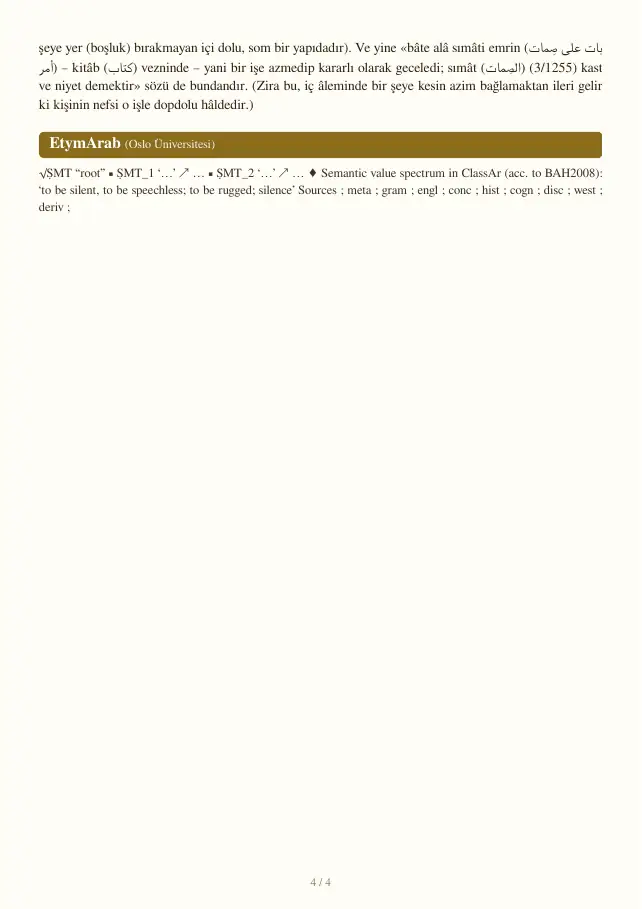 şeye yer (boşluk) bırakmayan içi dolu, som bir yapıdadır). Ve yine «bâte alâ sımâti emrin (بات على صِمات
أمر) – kitâb (كتاب) vezninde – yani bir işe azmedip kararlı olarak geceledi; sımât (الصِمات) (3/1255) kast
ve niyet demektir» sözü de bundandır. (Zira bu, iç âleminde bir şeye kesin azim bağlamaktan ileri gelir
ki kişinin nefsi o işle dopdolu hâldedir.)
EtymArab (Oslo Üniversitesi)
√ṢMT “root” ▪ ṢMT_1 ‘…’ ↗ … ▪ ṢMT_2 ‘…’ ↗ … ♦ Semantic value spectrum in ClassAr (acc. to BAH2008):
‘to be silent, to be speechless; to be rugged; silence’ Sources ; meta ; gram ; engl ; conc ; hist ; cogn ; disc ; west ;
deriv ;
4 / 4